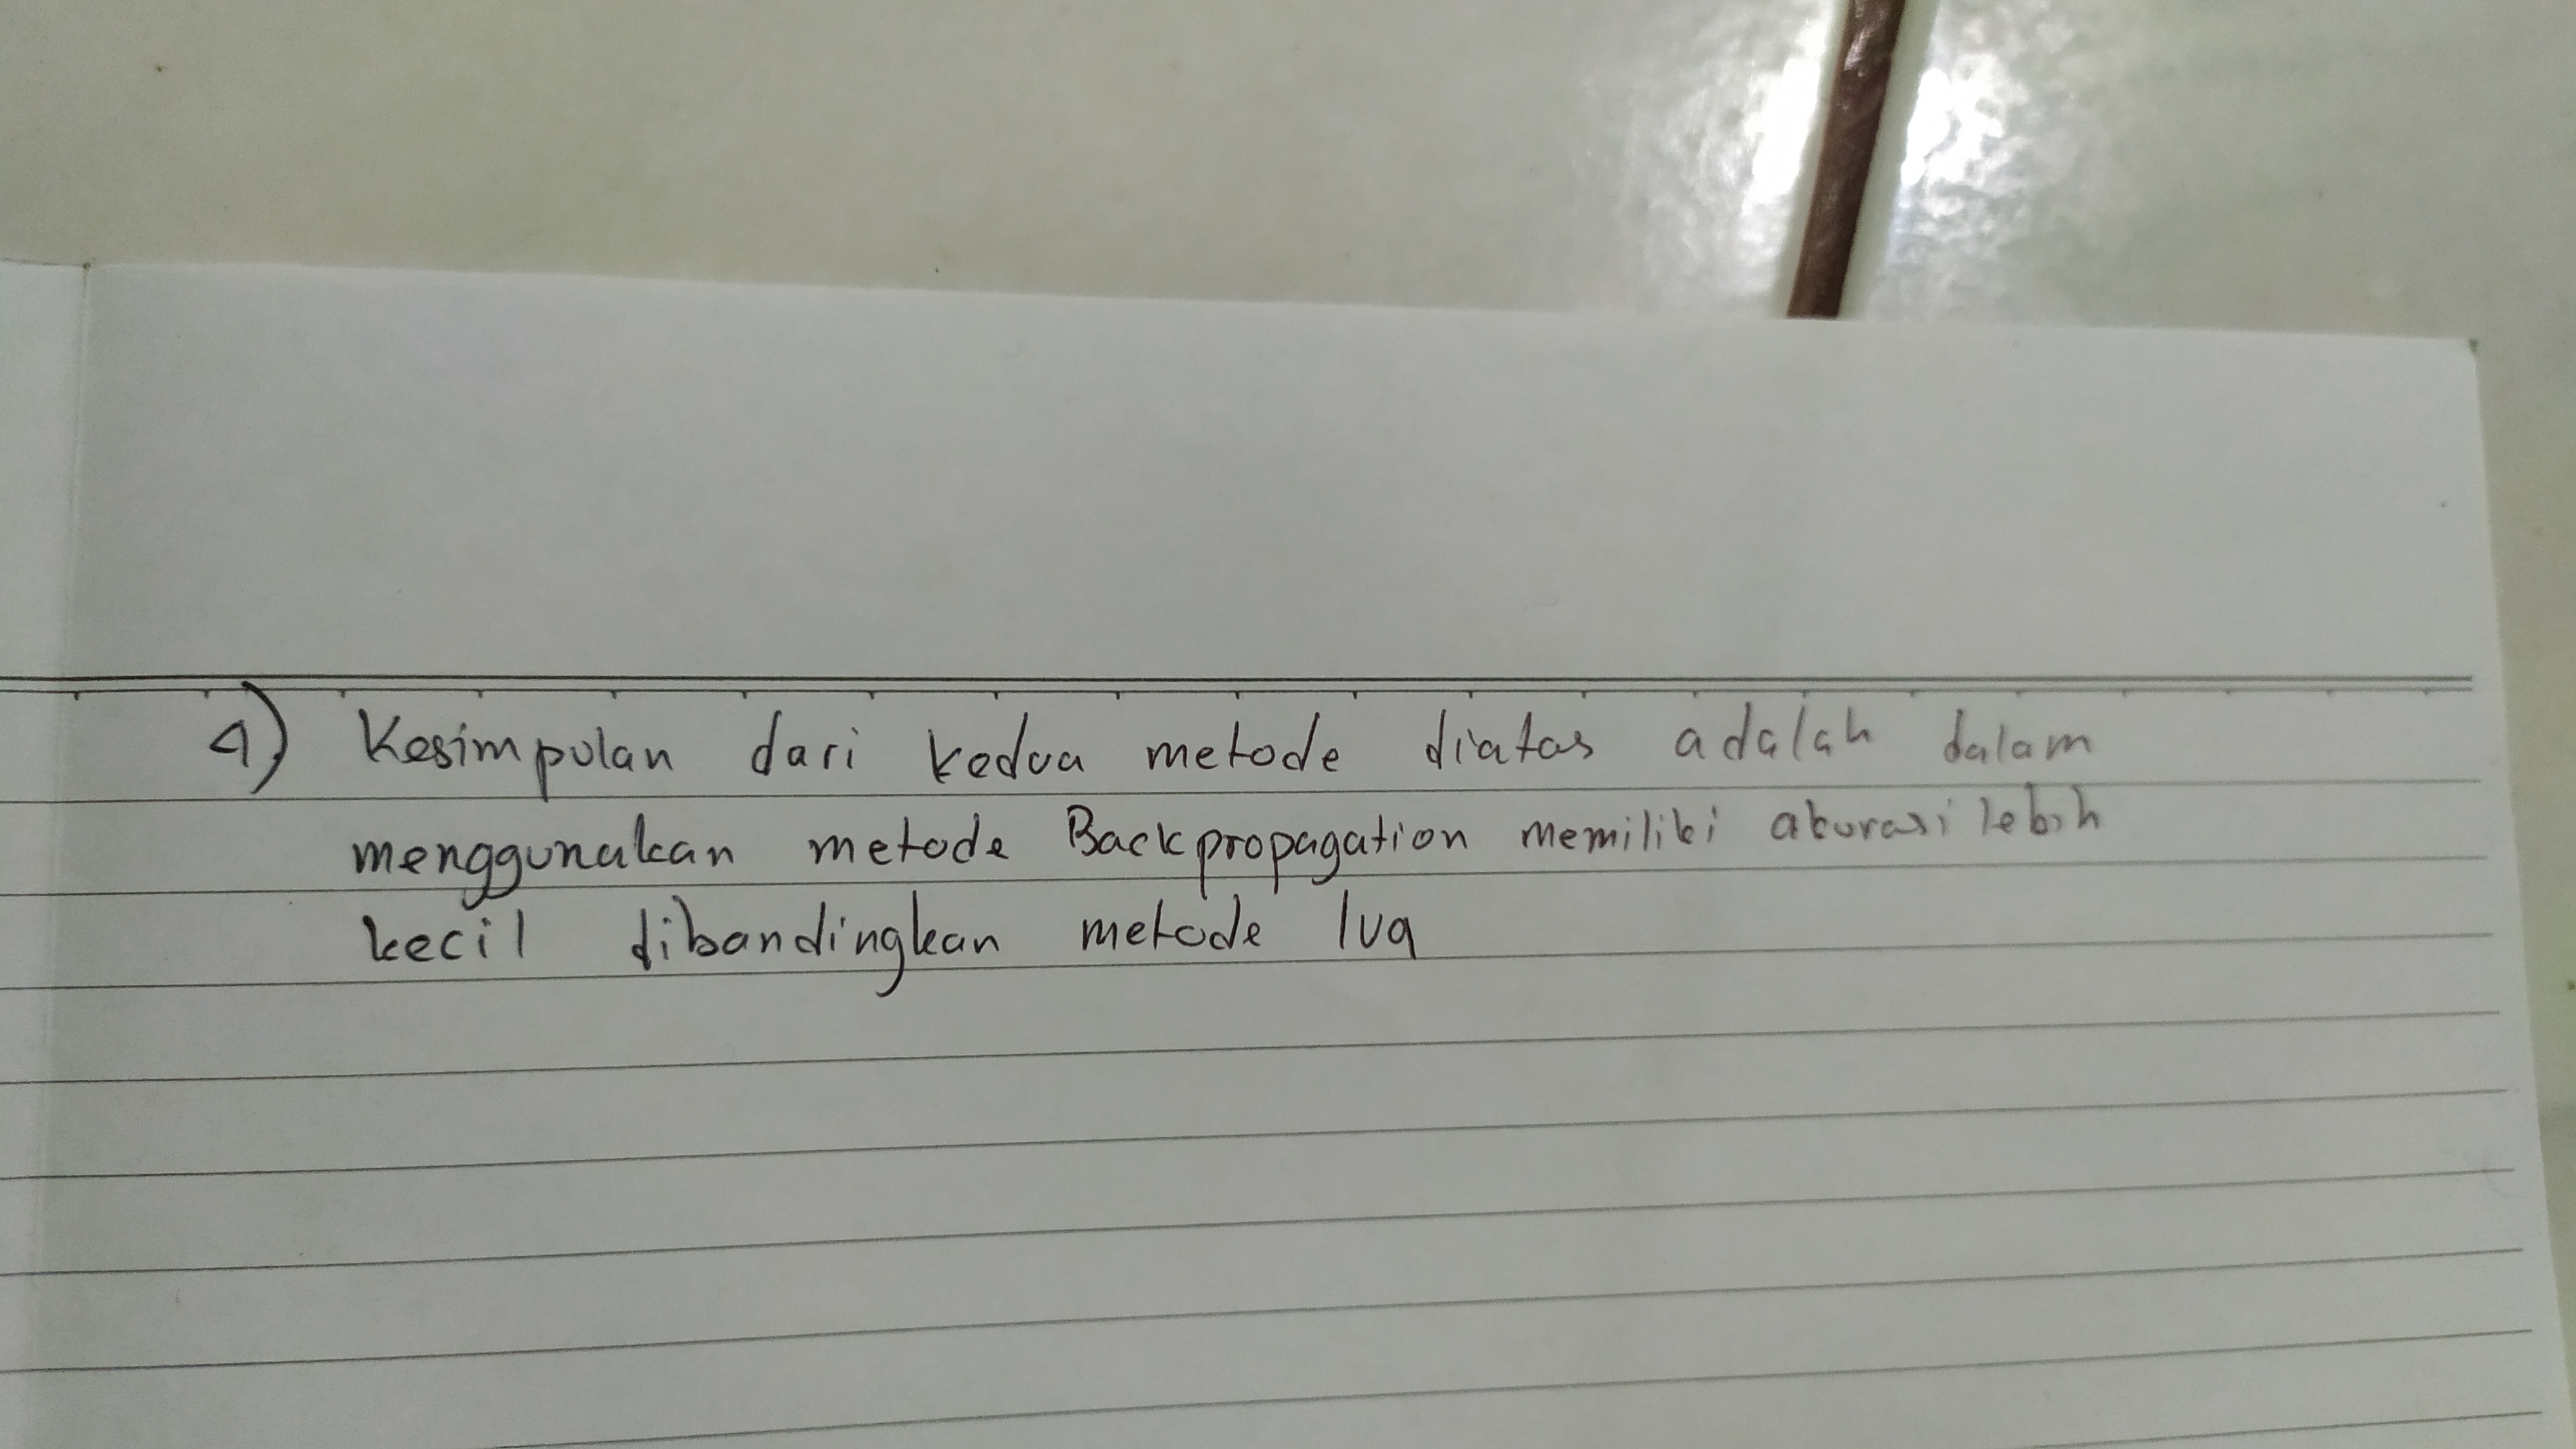 4) Kesimpulan dari kedua metode diatas adalah dalam
menggunakan metode Backpropagation memiliki akurasi lebih
kecil dibandingkan metode lvq